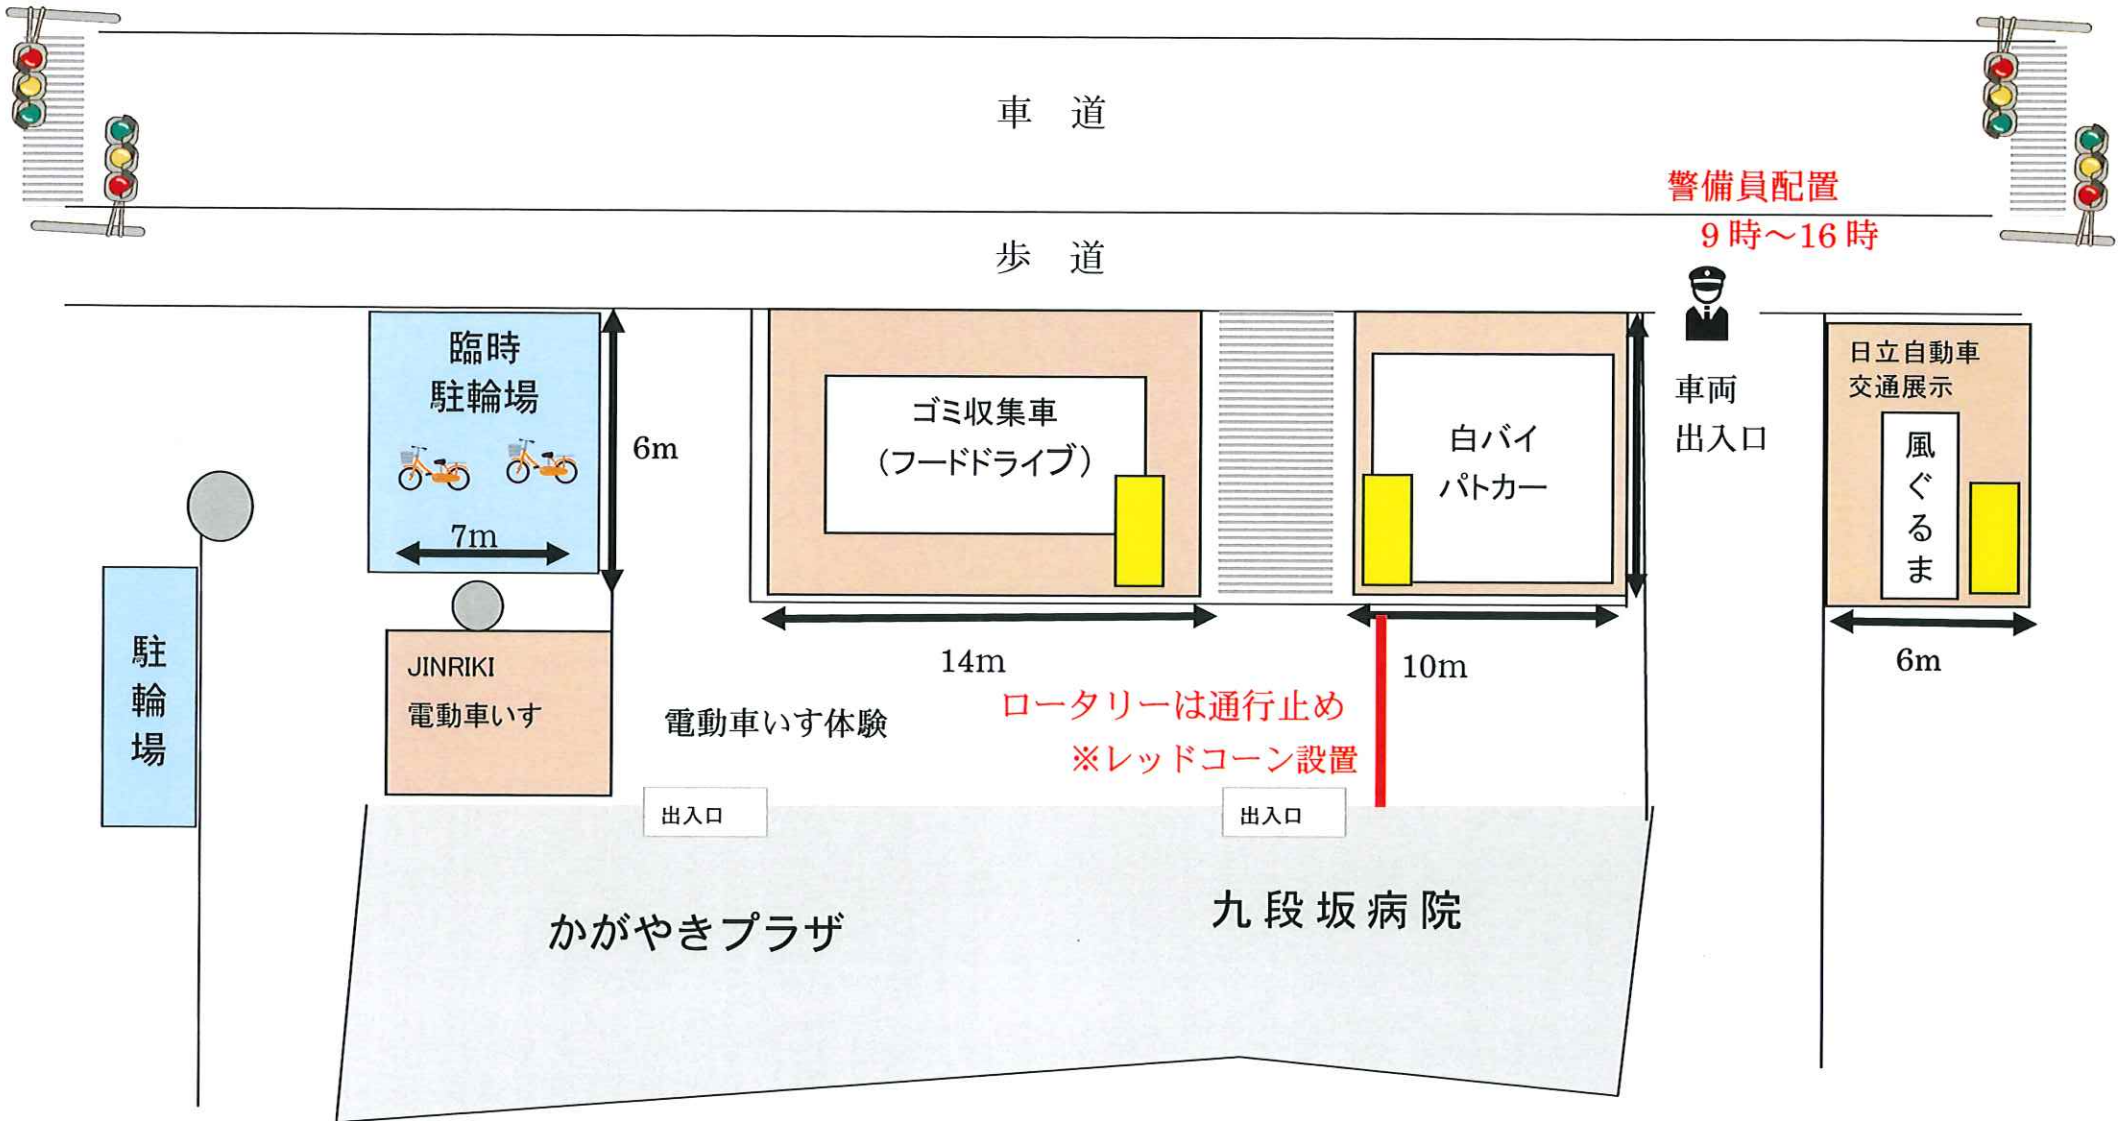 車　道
警備員配置
9時～16時
歩　道
臨時
駐輪場
7m
6m
ゴミ収集車
（フードドライブ）
14m
白バイ
パトカー
10m
車両
出入口
日立自動車
交通展示
風ぐるま
6m
駐輪場
JINRIKI
電動車いす
電動車いす体験
ロータリーは通行止め
※レッドコーン設置
出入口
出入口
かがやきプラザ
九段坂病院